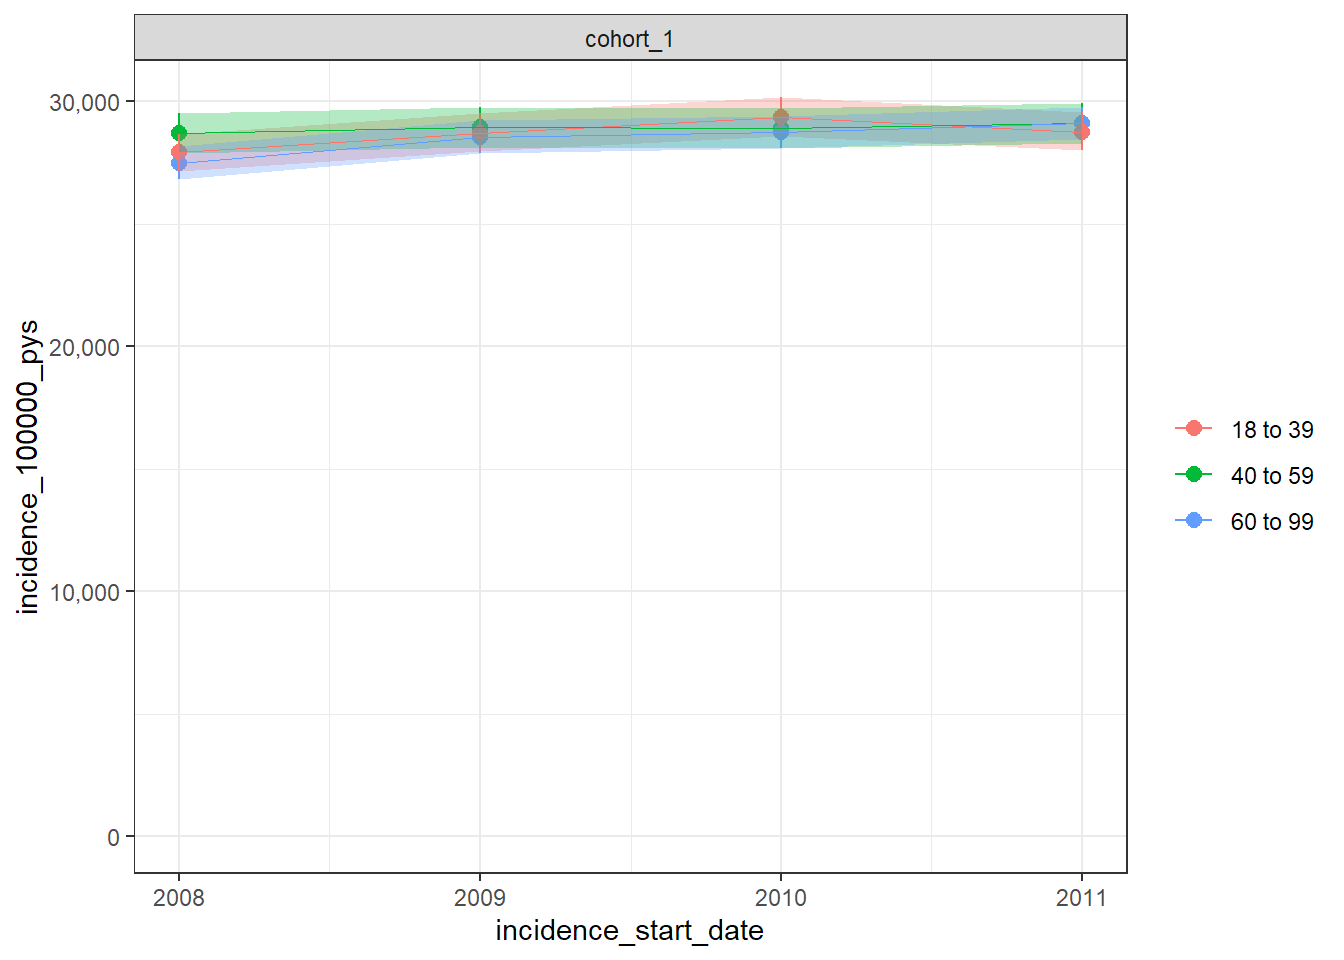 cohort_1
incidence_100000_pys
30,000
20,000
10,000
0
2008
2009
2010
2011
incidence_start_date
18 to 39
40 to 59
60 to 99